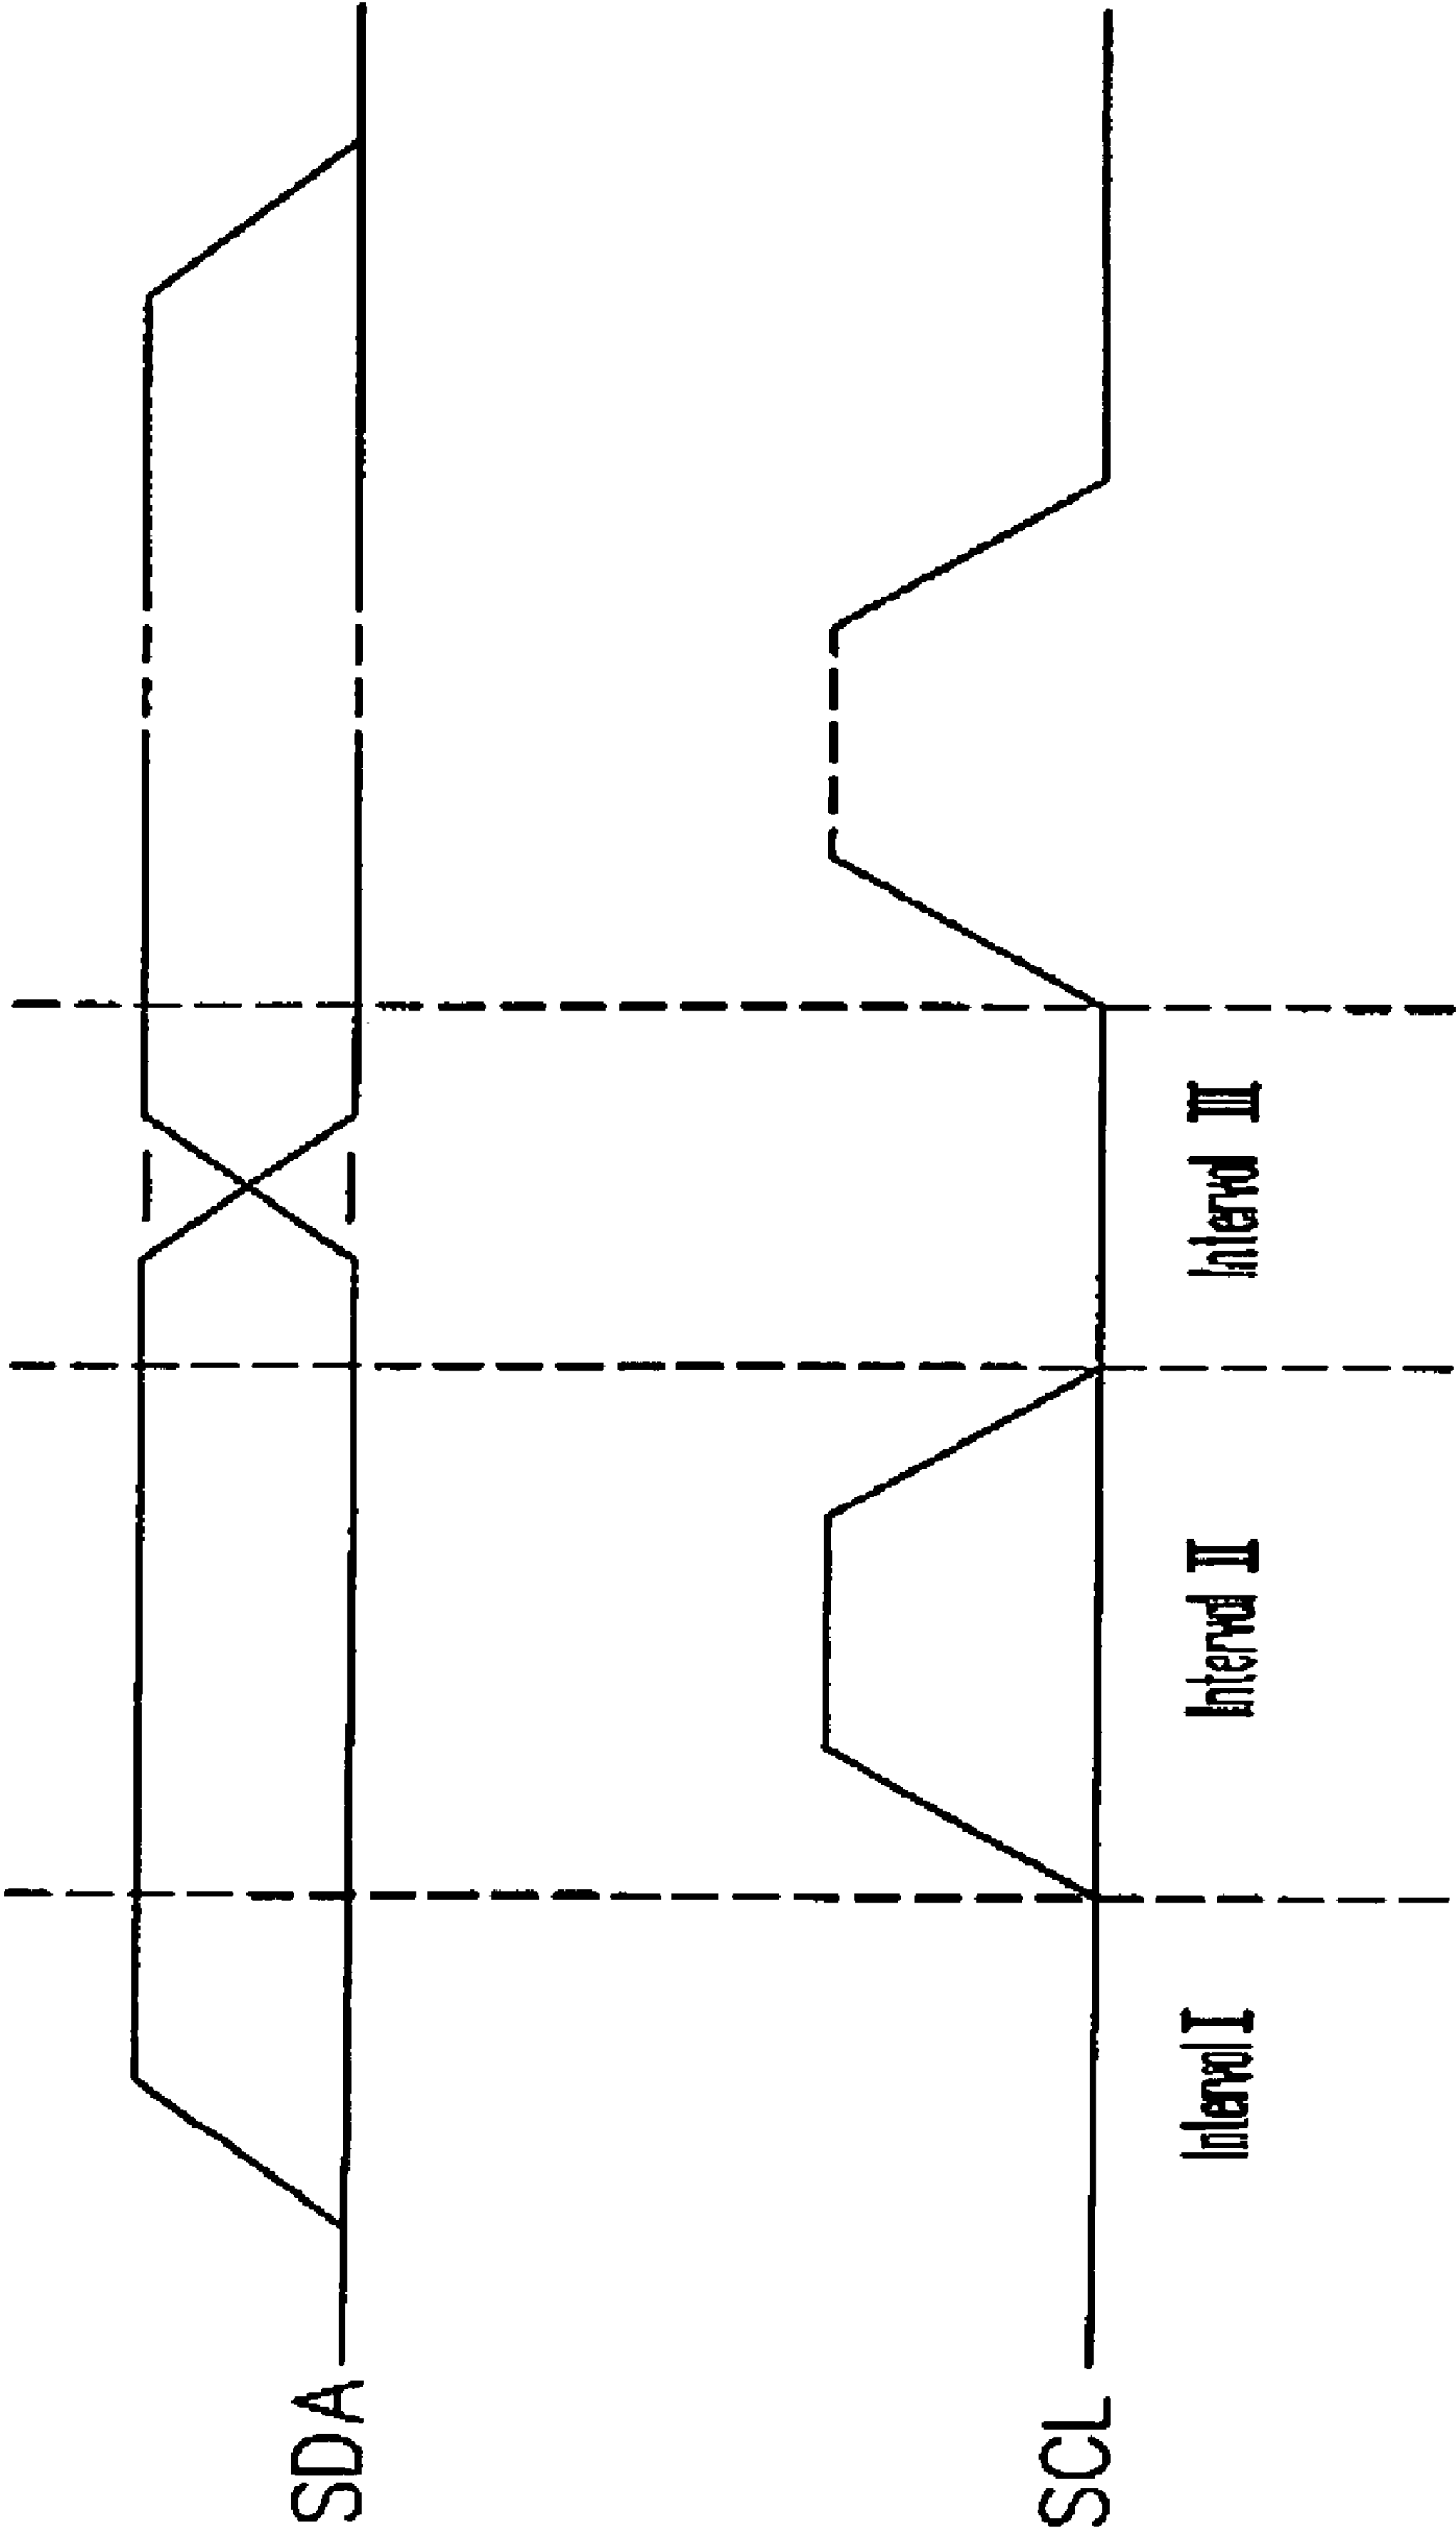 SDA
SCL
Interval I
Interval II
Interval III